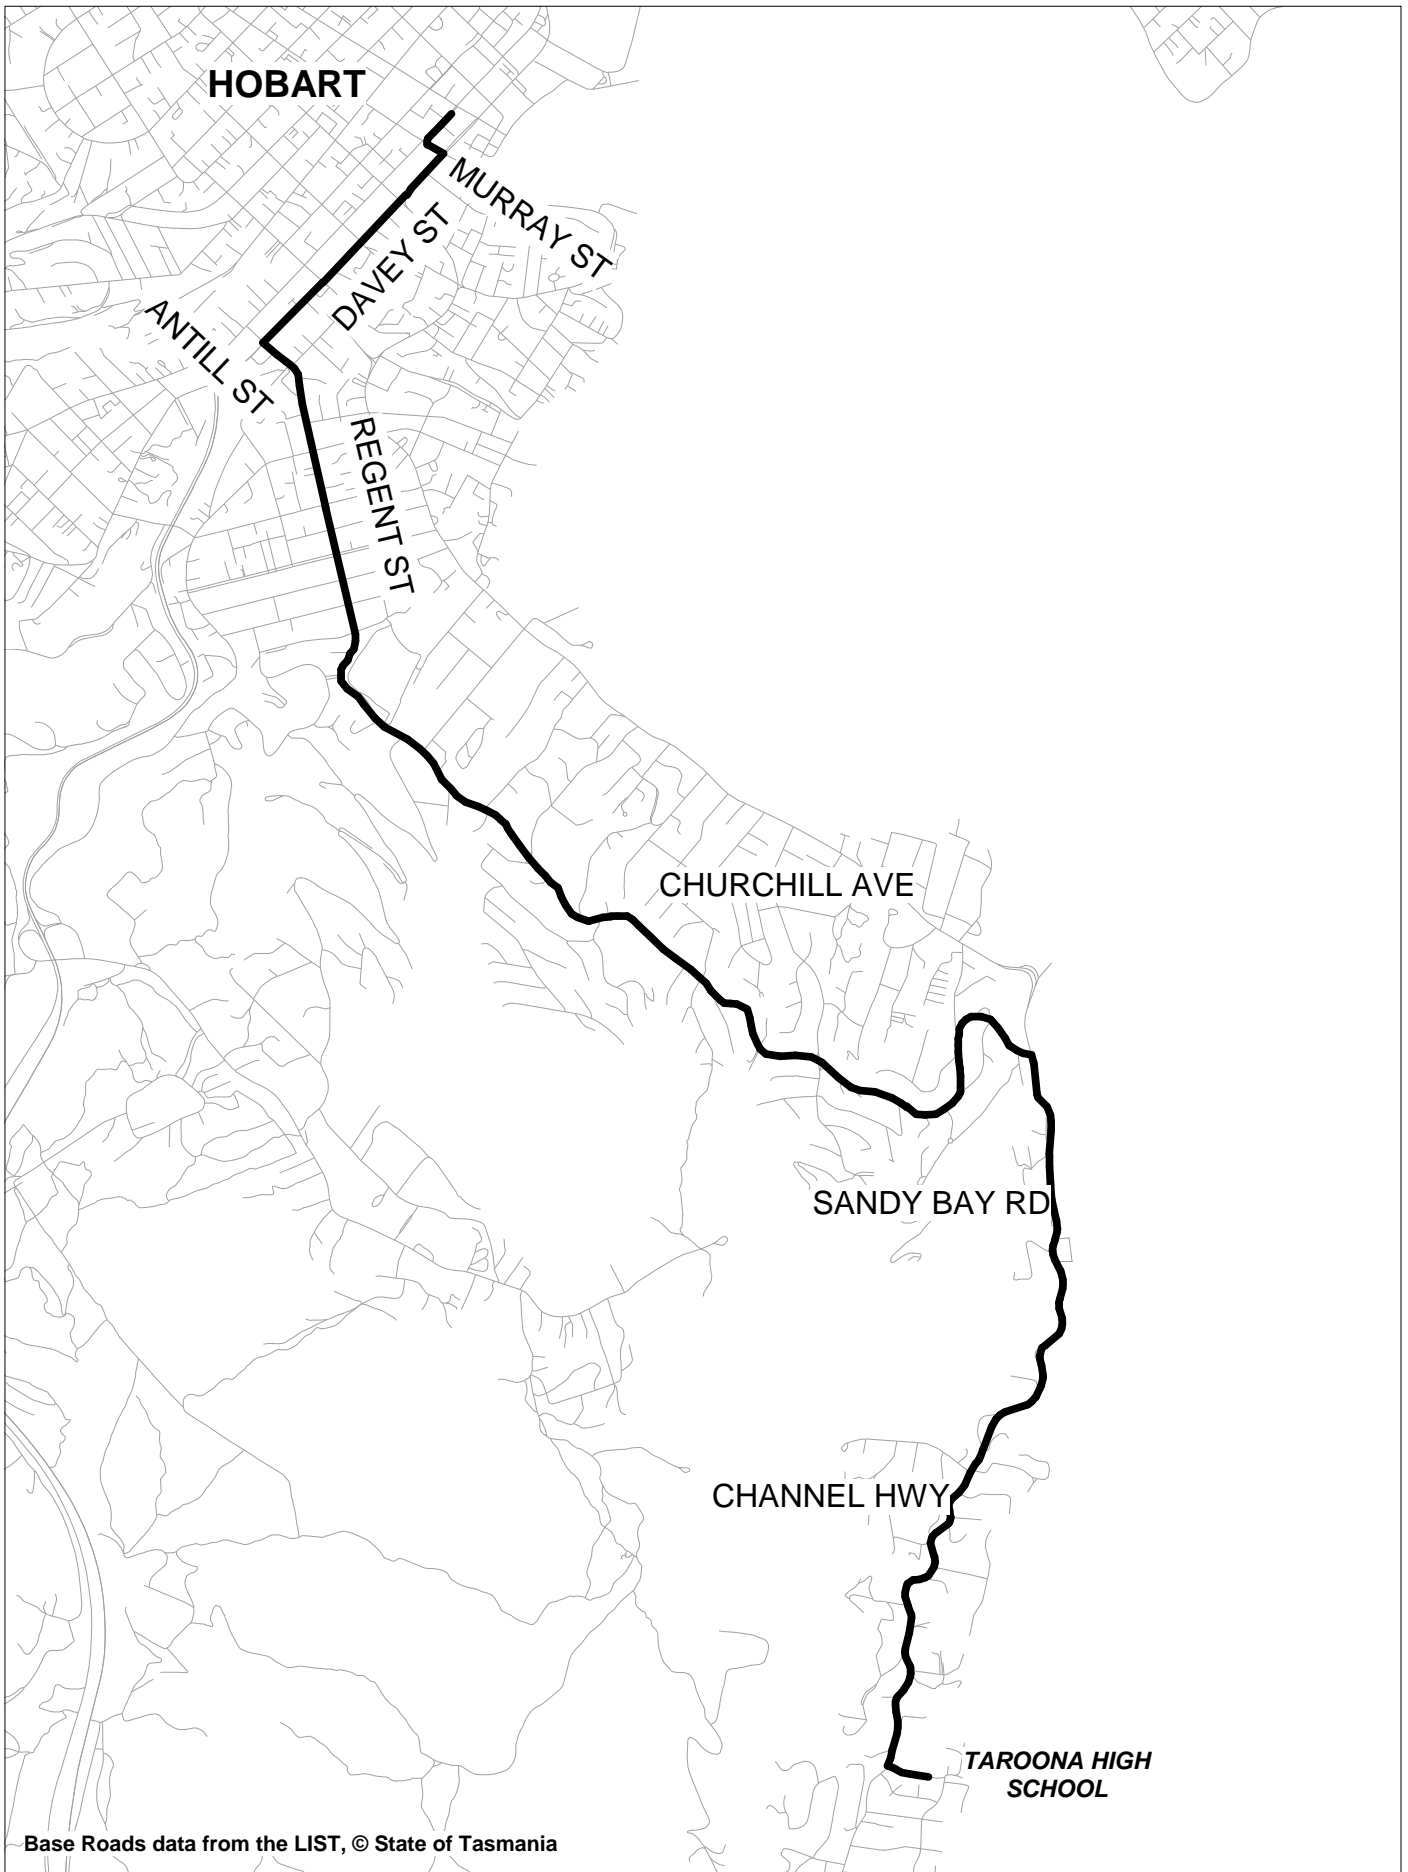 HOBART
MURRAY ST
DAVEY ST
ANTILL ST
REGENT ST
CHURCHILL AVE
SANDY BAY RD
CHANNEL HWY
TAROONA HIGH
SCHOOL
Base Roads data from the LIST, © State of Tasmania